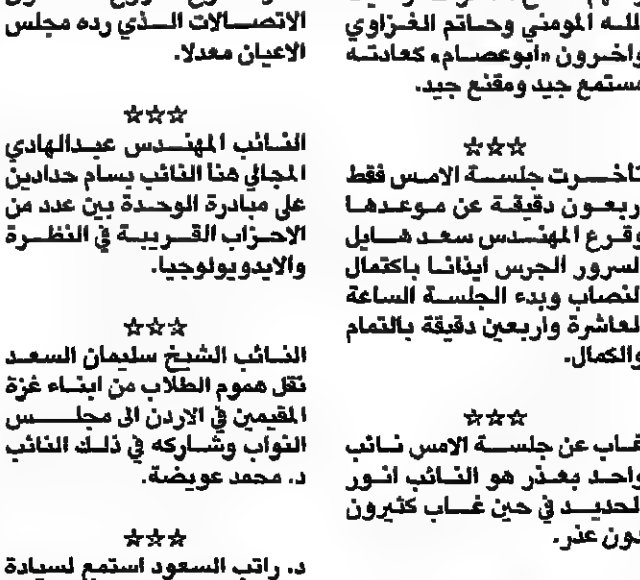 لله المومني وحاتم الغزاوي
واخرون «ابوعصام» كعادته
مستمع جيد ومقنع جيد.
☆☆☆
تأخرت جلسة الامس فقط
اربعون دقيقة عن موعدها
وقرع المهندس سعد هايل
السرور الجرس ايذانا باكتمال
النصاب وبدء الجلسة الساعة
العاشرة واربعين دقيقة بالتمام
والكمال.
☆☆☆
غاب عن جلسة الامس نائب
واحد بعذر هو النائب انور
الحديد في حين غاب كثيرون
دون عذر.
الاتصالات الذي رده مجلس
الاعيان معدلا.
☆☆☆
النائب المهندس عبدالهادي
المجالي هنأ النائب بسام حدادين
على مبادرة الوحدة بين عدد من
الاحزاب القريبة في النظرة
والايدويولوجيا.
☆☆☆
النائب الشيخ سليمان السعد
نقل هموم الطلاب من ابناء غزة
المقيمين في الاردن الى مجلس
النواب وشاركه في ذلك النائب
د. محمد عويضة.
☆☆☆
د. راتب السعود استمع لسيادة